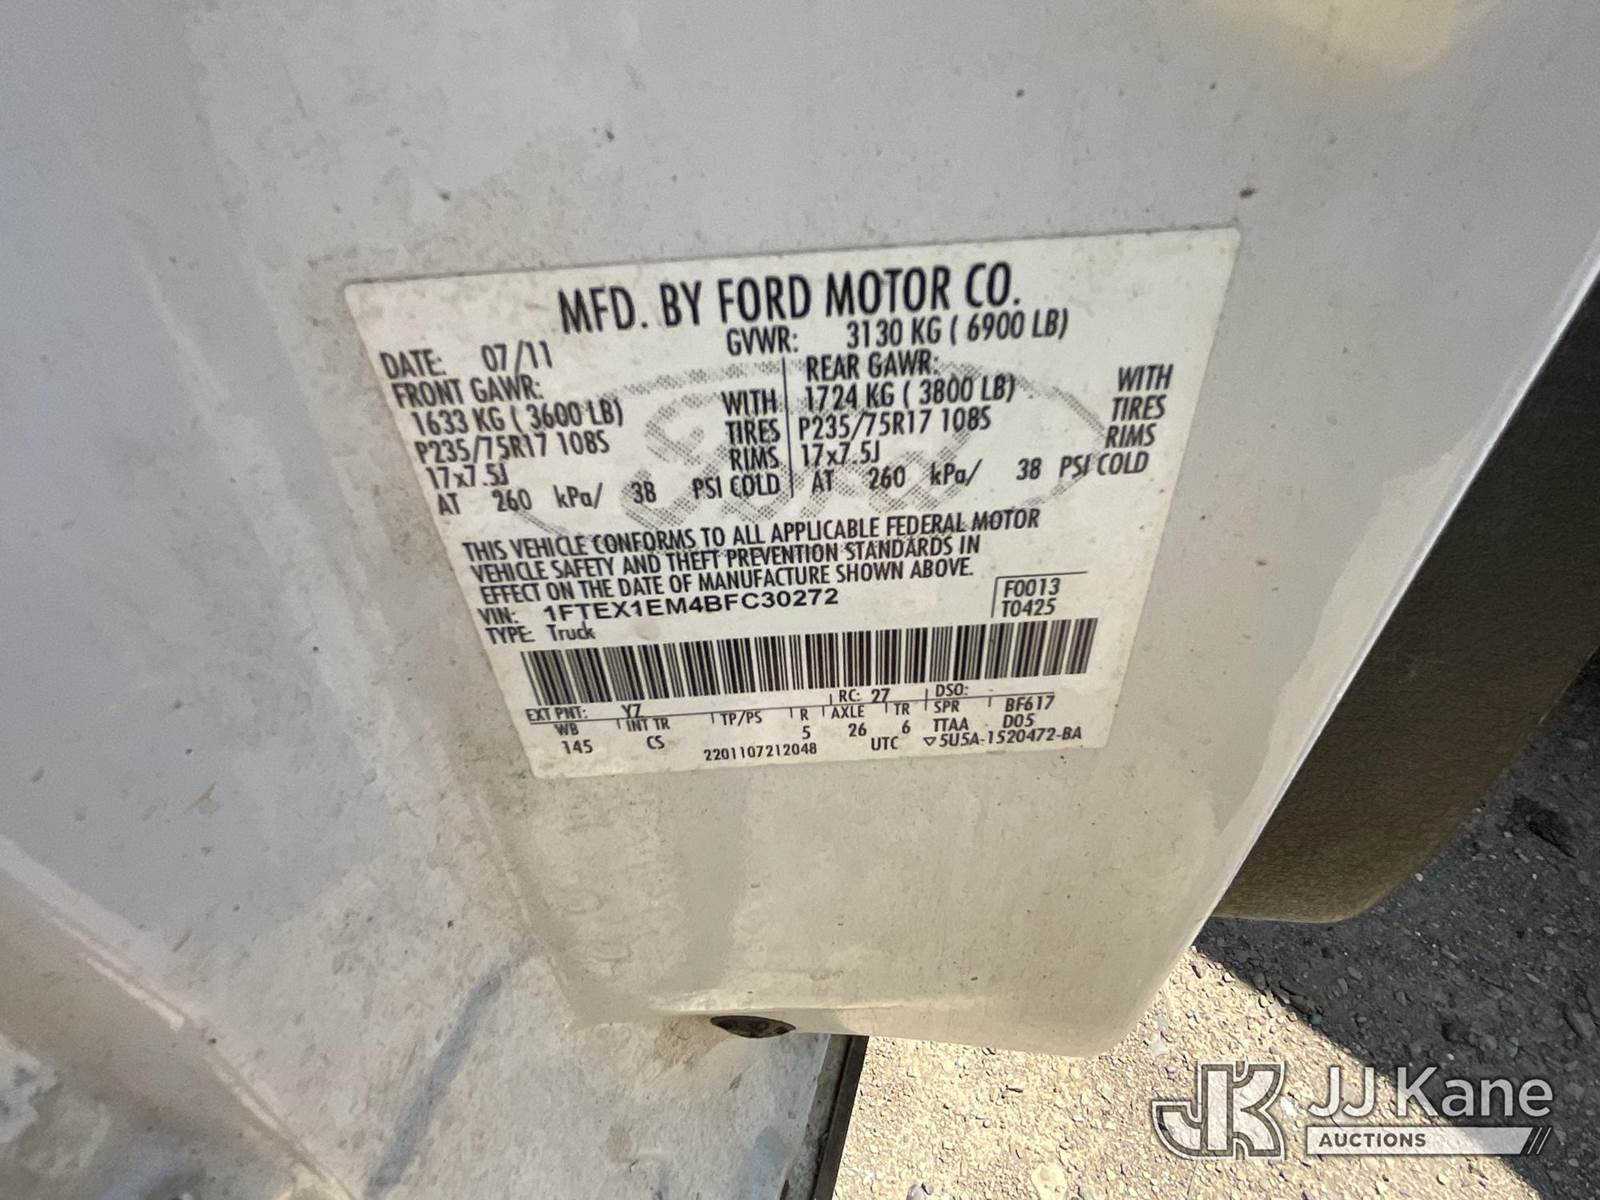 MFD. BY FORD MOTOR CO.
DATE: 07/11 GVWR: 3130 KG ( 6900 LB)
FRONT GAWR: REAR GAWR:
1633 KG ( 3600 LB) WITH 1724 KG ( 3800 LB) WITH
P235/75R17 108S TIRES P235/75R17 108S TIRES
17x7.5J RIMS 17x7.5J RIMS
AT 260 kPa/ 38 PSI COLD AT 260 kPa/ 38 PSI COLD
THIS VEHICLE CONFORMS TO ALL APPLICABLE FEDERAL MOTOR
VEHICLE SAFETY AND THEFT PREVENTION STANDARDS IN
EFFECT ON THE DATE OF MANUFACTURE SHOWN ABOVE.
VIN: 1FTEX1EM4BFC30272 F0013
TYPE: Truck T0425
EXT PNT: YZ RC: 27 DSO:
WB INT TR TP/PS R AXLE TR SPR BF617
145 CS 5 26 6 TTAA D05
2201107212048 UTC ▽5U5A-1520472-BA
JJ Kane
AUCTIONS